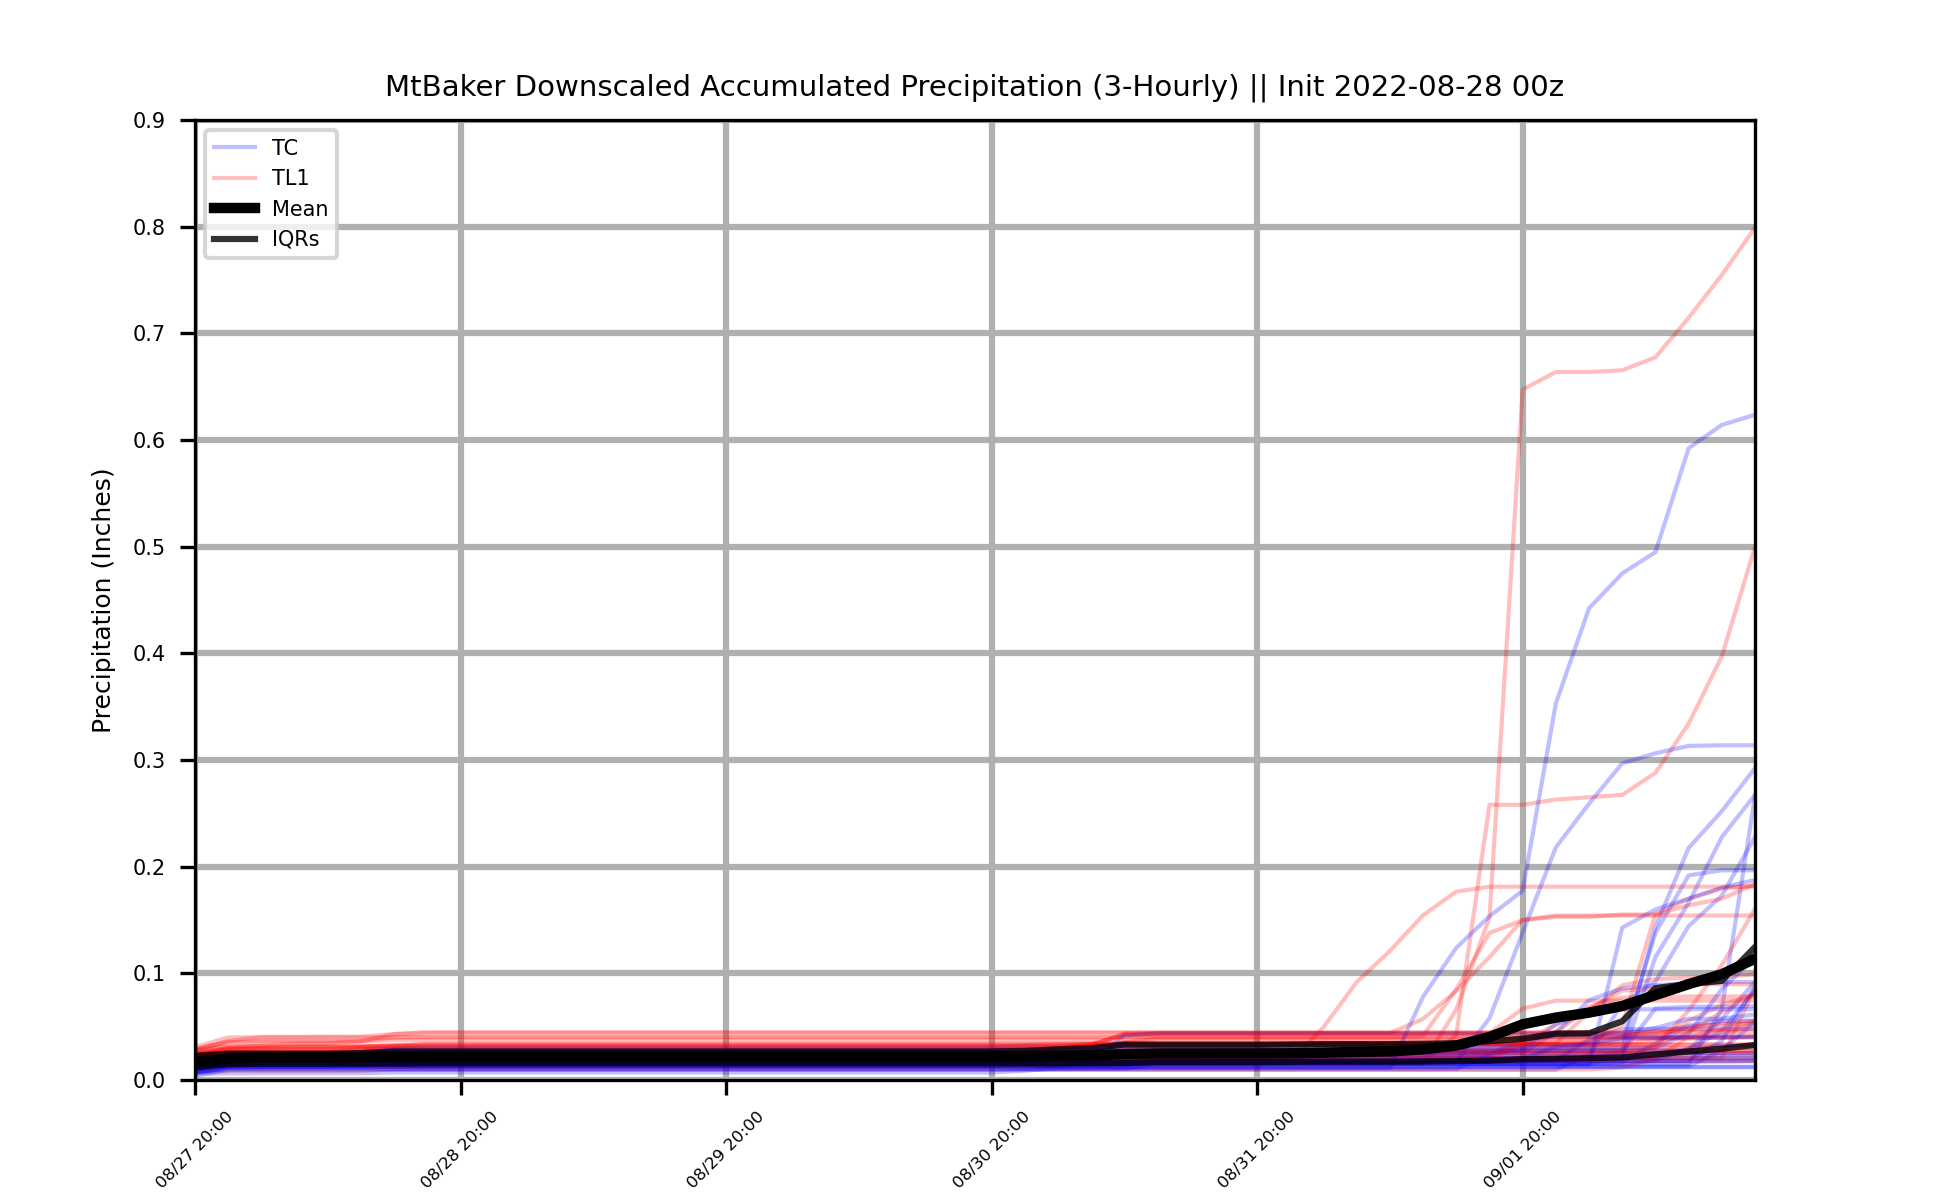 MtBaker Downscaled Accumulated Precipitation (3-Hourly) || Init 2022-08-28 00z
TC
TL1
Mean
IQRs
Precipitation (Inches)
0.9
0.8
0.7
0.6
0.5
0.4
0.3
0.2
0.1
0.0
08/27 20:00
08/28 20:00
08/29 20:00
08/30 20:00
08/31 20:00
09/01 20:00